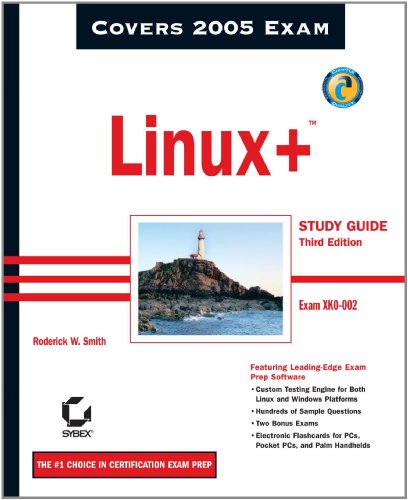 COVERS 2005 EXAM
Linux+™
STUDY GUIDE
Third Edition
Exam XK0-002
Roderick W. Smith
Featuring Leading-Edge Exam
Prep Software
• Custom Testing Engine for Both
Linux and Windows Platforms
• Hundreds of Sample Questions
• Two Bonus Exams
• Electronic Flashcards for PCs,
Pocket PCs, and Palm Handhelds
SYBEX®
THE #1 CHOICE IN CERTIFICATION EXAM PREP